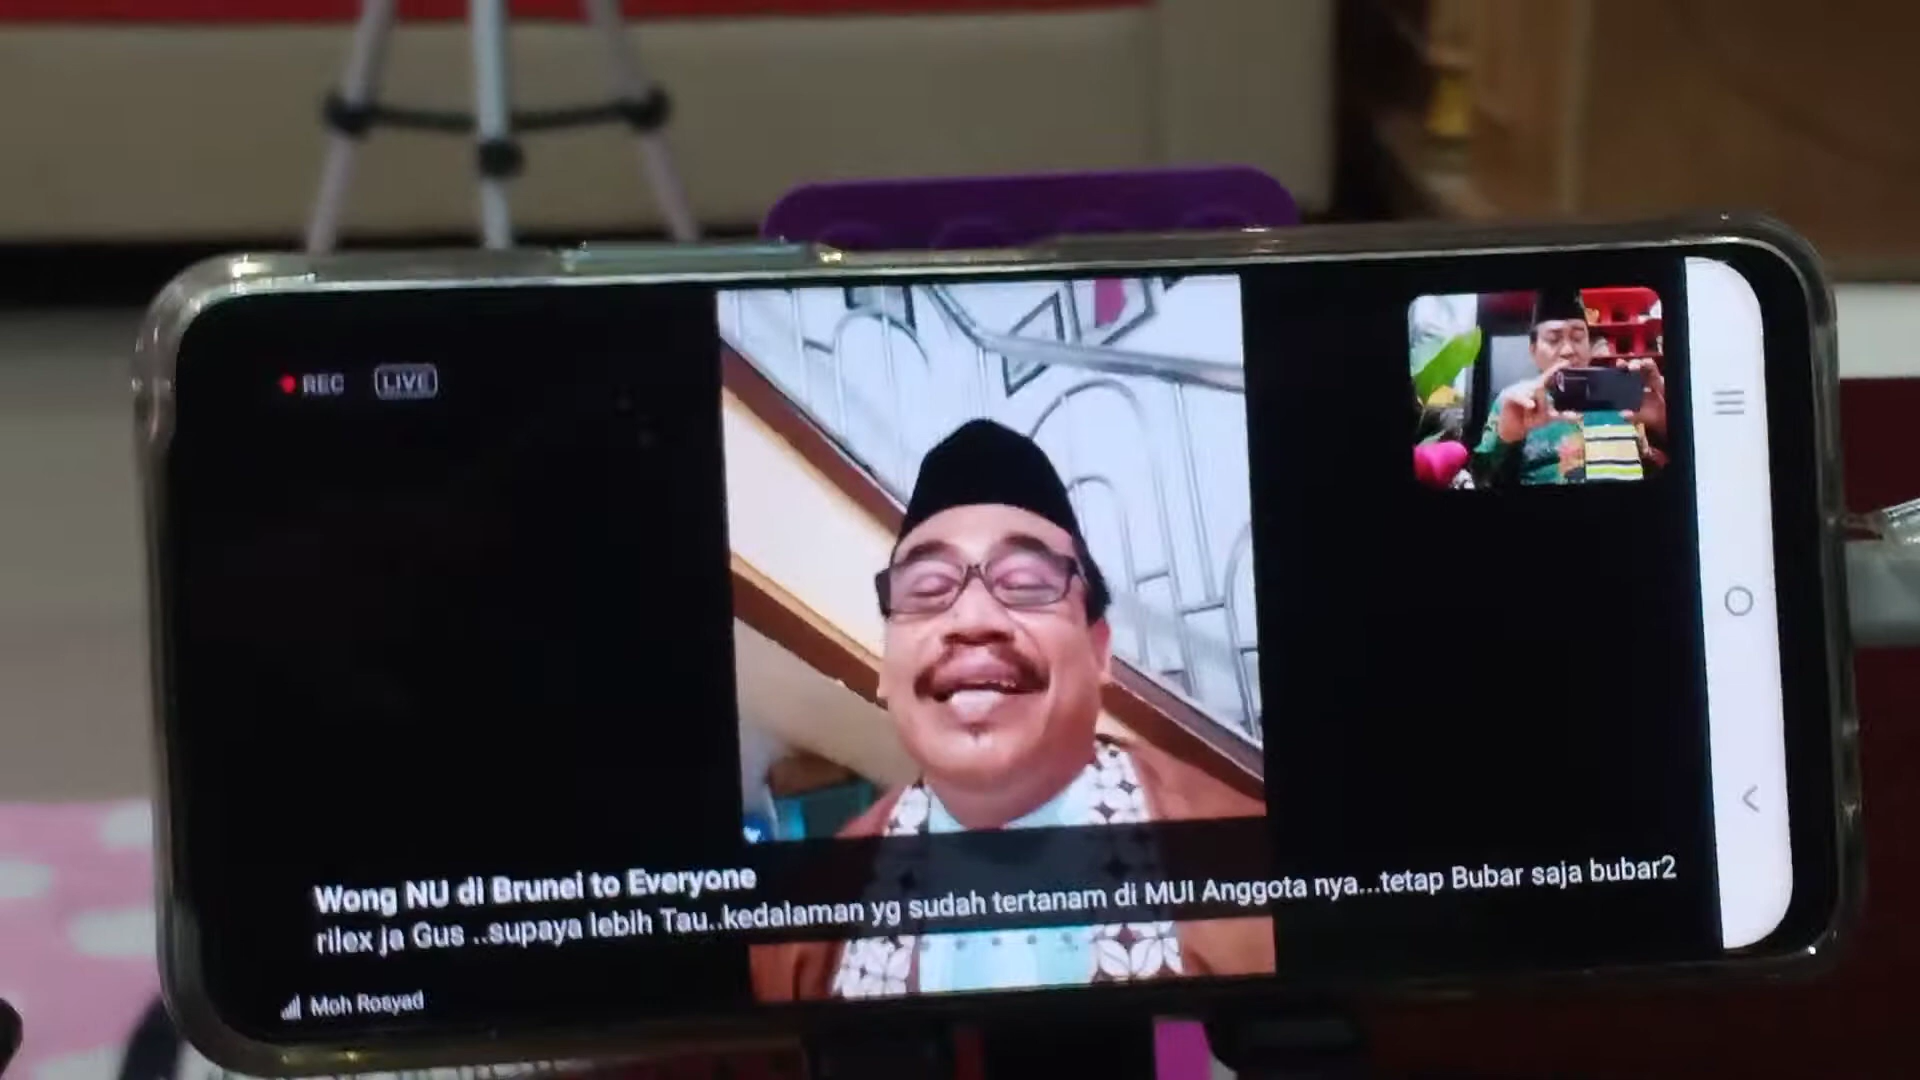 REC LIVE
Wong NU di Brunei to Everyone
rilex ja Gus ..supaya lebih Tau..kedalaman yg sudah tertanam di MUI Anggota nya...tetap Bubar saja bubar2
Moh Rosyad